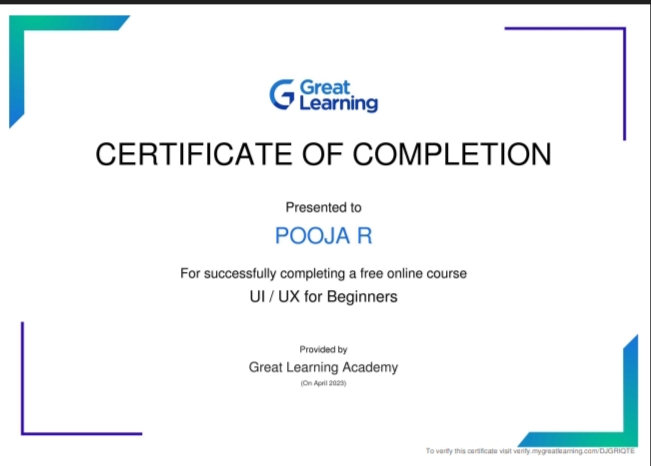 Great
Learning
CERTIFICATE OF COMPLETION
Presented to
POOJA R
For successfully completing a free online course
UI / UX for Beginners
Provided by
Great Learning Academy
(On April 2023)
To verify this certificate visit verify.mygreatlearning.com/DJGRIQTE